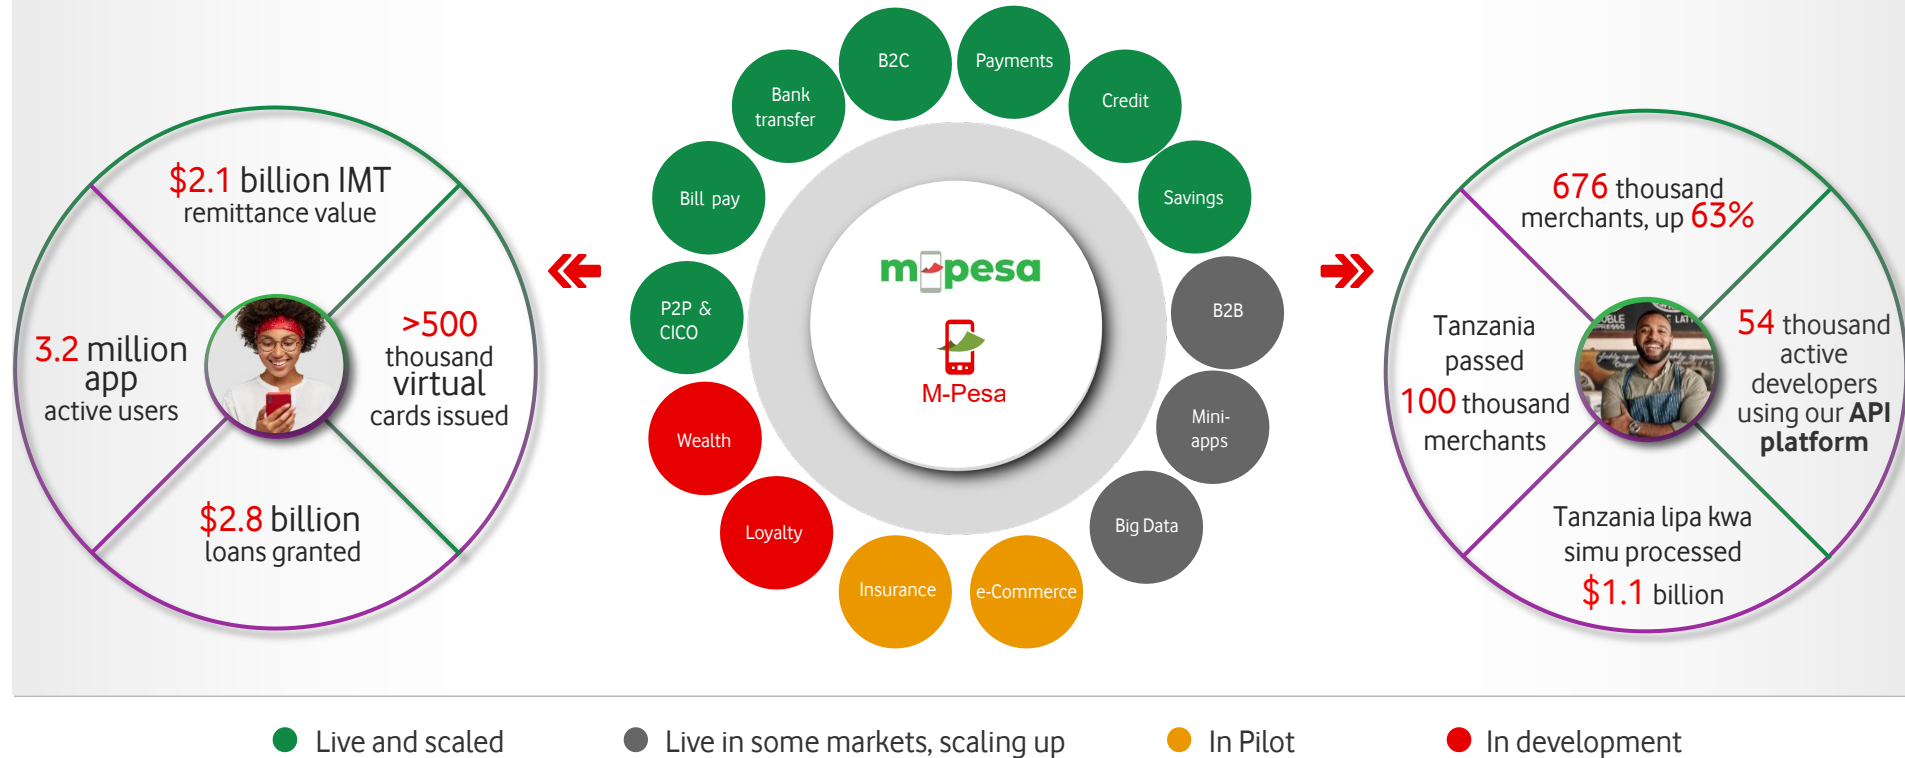 $2.1 billion IMT
remittance value
3.2 million
app
active users
>500
thousand
virtual
cards issued
$2.8 billion
loans granted
B2C
Payments
Bank
transfer
Credit
Bill pay
Savings
P2P &
CICO
B2B
Wealth
Mini-
apps
Loyalty
Big Data
Insurance
e-Commerce
m-pesa
M-Pesa
676 thousand
merchants, up 63%
Tanzania
passed
100 thousand
merchants
54 thousand
active
developers
using our API
platform
Tanzania lipa kwa
simu processed
$1.1 billion
Live and scaled
Live in some markets, scaling up
In Pilot
In development